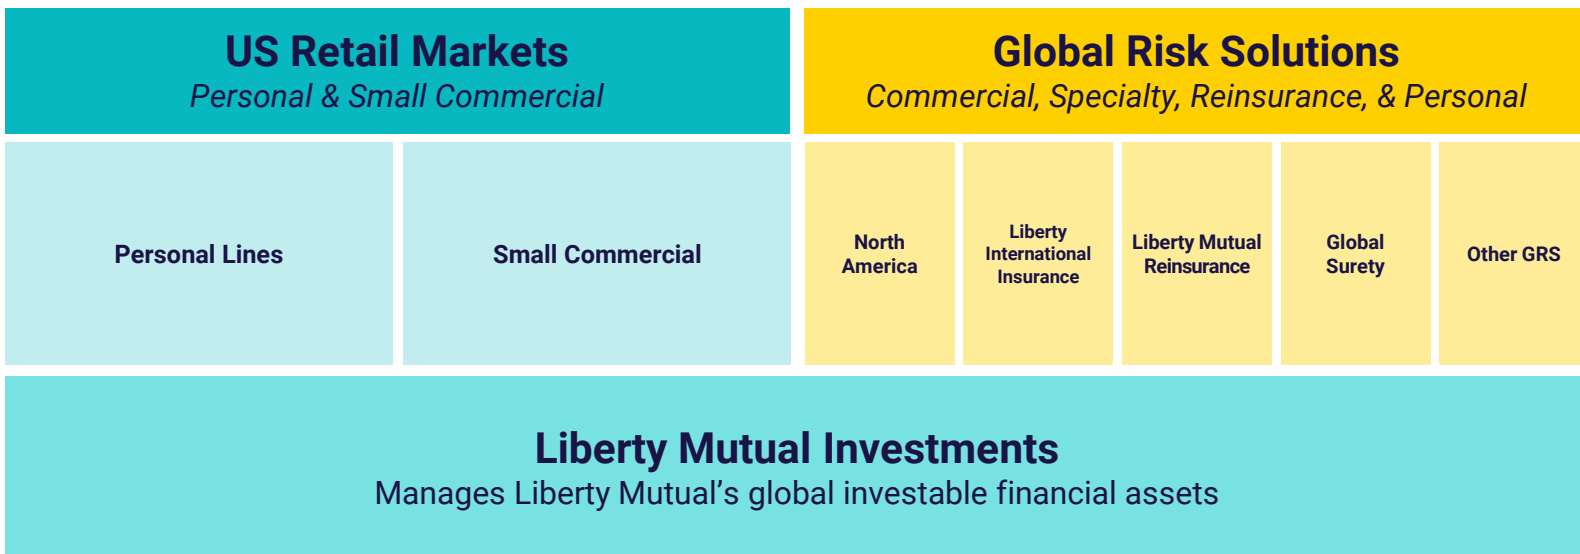 US Retail Markets
Personal & Small Commercial
Global Risk Solutions
Commercial, Specialty, Reinsurance, & Personal
Personal Lines
Small Commercial
North
America
Liberty
International
Insurance
Liberty Mutual
Reinsurance
Global
Surety
Other GRS
Liberty Mutual Investments
Manages Liberty Mutual’s global investable financial assets